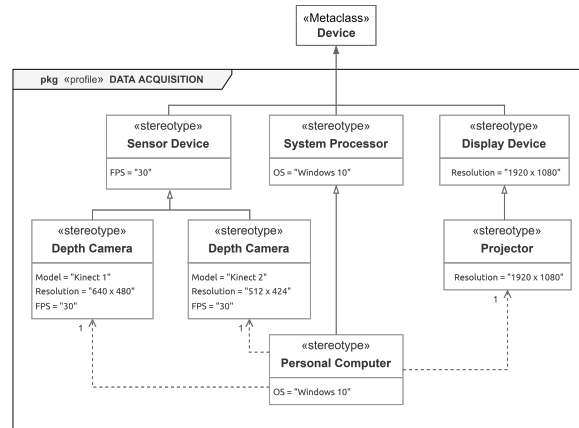 «Metaclass»
Device
pkg «profile» DATA ACQUISITION
«stereotype»
Sensor Device
FPS = "30"
«stereotype»
System Processor
OS = "Windows 10"
«stereotype»
Display Device
Resolution = "1920 x 1080"
«stereotype»
Depth Camera
Model = "Kinect 1"
Resolution = "640 x 480"
FPS = "30"
«stereotype»
Depth Camera
Model = "Kinect 2"
Resolution = "512 x 424"
FPS = "30"
«stereotype»
Projector
Resolution = "1920 x 1080"
1
1
1
«stereotype»
Personal Computer
OS = "Windows 10"